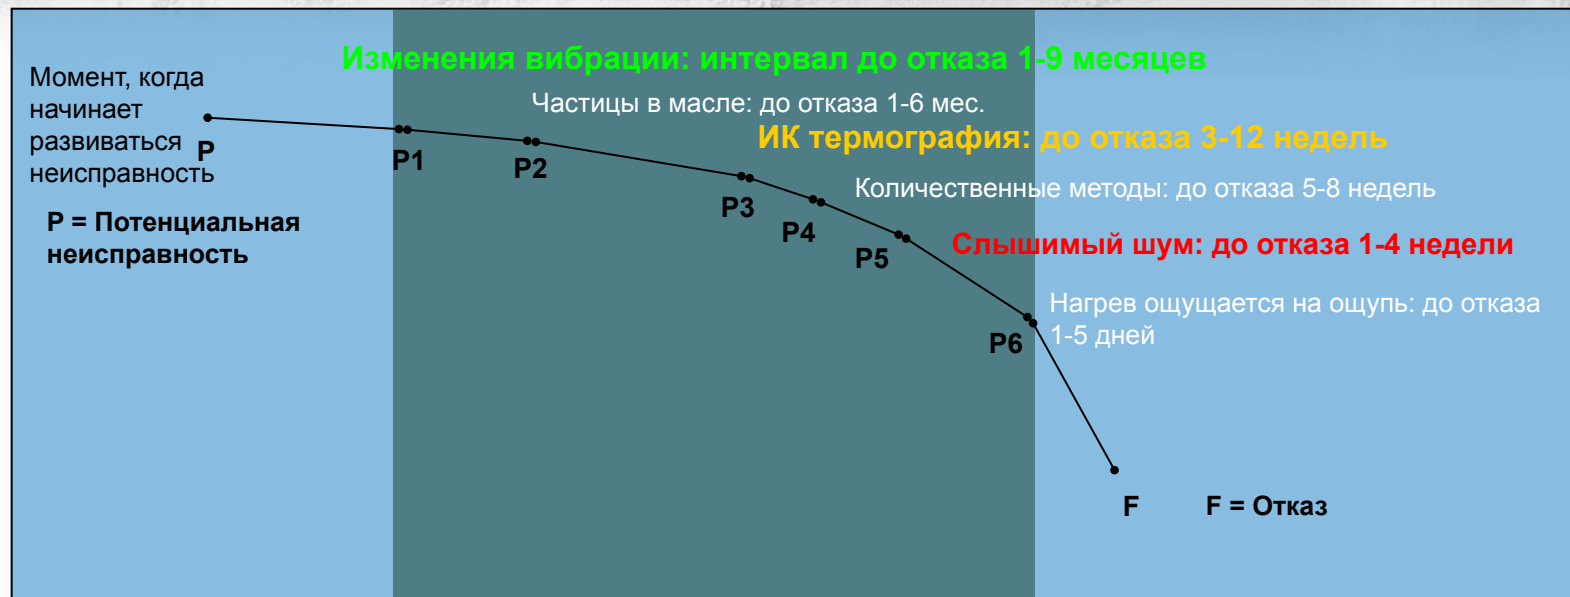 Изменения вибрации: интервал до отказа 1-9 месяцев
Момент, когда
начинает
развиваться
неисправность
P
Частицы в масле: до отказа 1-6 мес.
ИК термография: до отказа 3-12 недель
P1
P2
Количественные методы: до отказа 5-8 недель
P3
P = Потенциальная
неисправность
P4
Слышимый шум: до отказа 1-4 недели
P5
Нагрев ощущается на ощупь: до отказа
1-5 дней
P6
F
F = Отказ